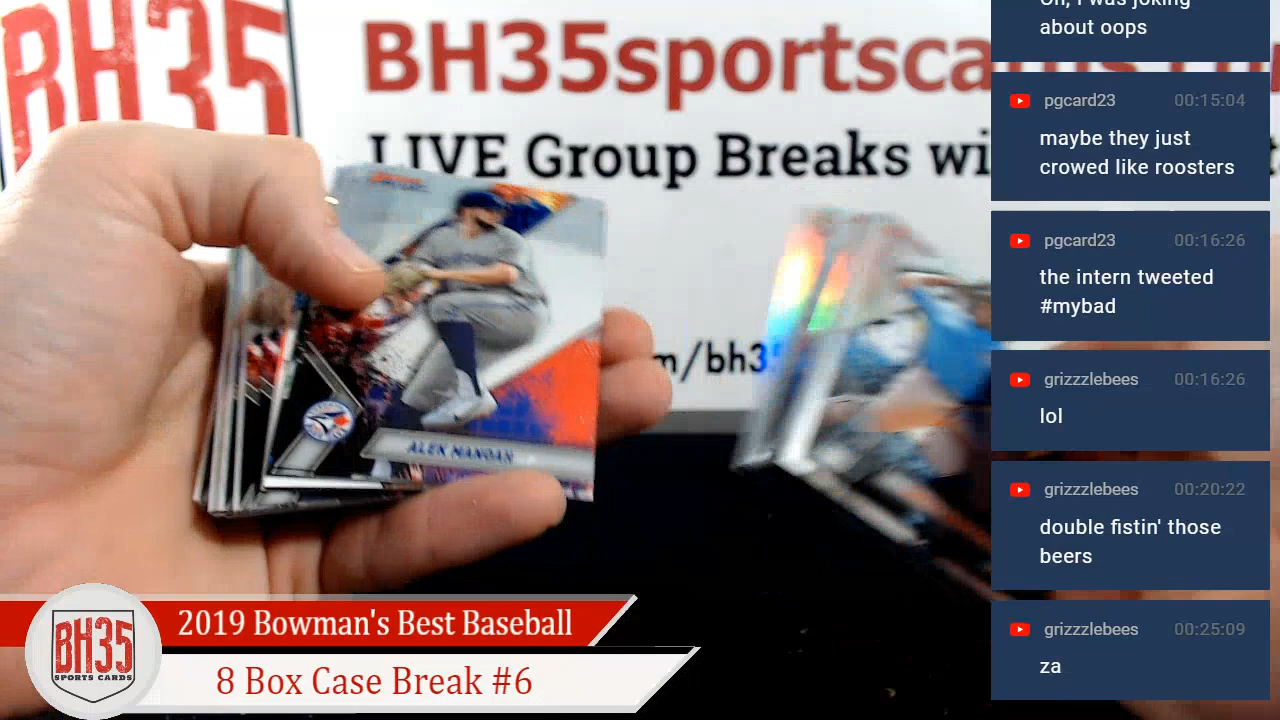 BH35
BH35sportsca
LIVE Group Breaks wi
m/bh35
ALEK MANOAH
2019 Bowman's Best Baseball
8 Box Case Break #6
BH35
SPORTS CARDS
Oh, I was joking
about oops
pgcard23 00:15:04
maybe they just
crowed like roosters
pgcard23 00:16:26
the intern tweeted
#mybad
grizzzlebees 00:16:26
lol
grizzzlebees 00:20:22
double fistin' those
beers
grizzzlebees 00:25:09
za